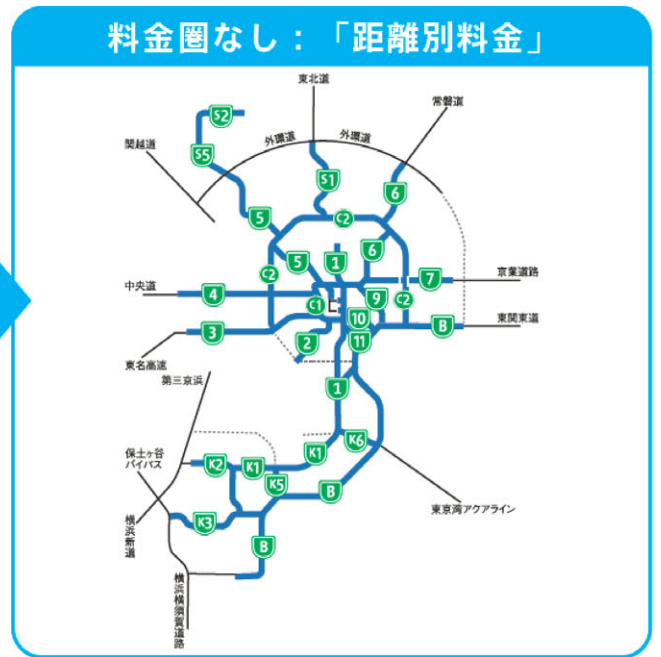 料金圏なし：「距離別料金」
東北道
常磐道
外環道
外環道
関越道
S2
S5
S1
6
5
C2
5
1
6
C2
中央道
4
C1
9
7
C2
京葉道路
3
2
10
11
B
東関東道
東名高速
第三京浜
1
保土ヶ谷
バイパス
K2
K1
K1
K6
K5
B
東京湾アクアライン
横浜新道
K3
B
横浜横須賀道路